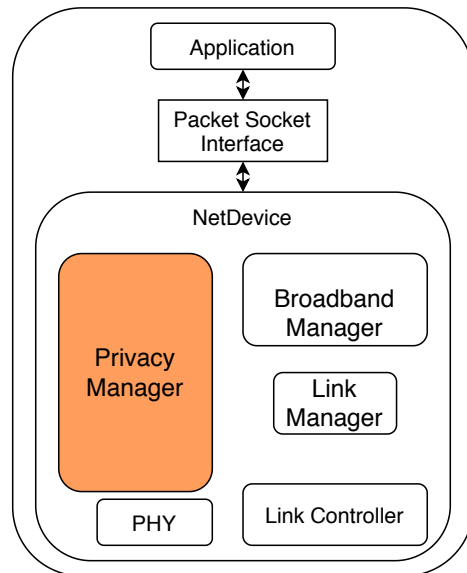 Application
Packet Socket
Interface
NetDevice
Privacy
Manager
Broadband
Manager
Link
Manager
PHY
Link Controller